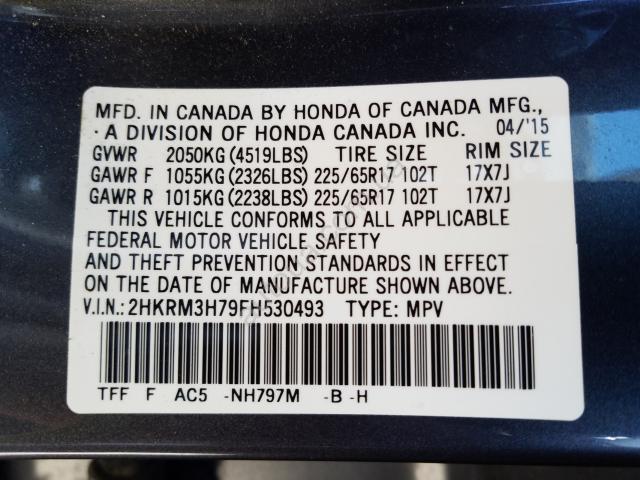 MFD. IN CANADA BY HONDA OF CANADA MFG.,
A DIVISION OF HONDA CANADA INC. 04/'15
GVWR 2050KG (4519LBS) TIRE SIZE RIM SIZE
GAWR F 1055KG (2326LBS) 225/65R17 102T 17X7J
GAWR R 1015KG (2238LBS) 225/65R17 102T 17X7J
THIS VEHICLE CONFORMS TO ALL APPLICABLE
FEDERAL MOTOR VEHICLE SAFETY
AND THEFT PREVENTION STANDARDS IN EFFECT
ON THE DATE OF MANUFACTURE SHOWN ABOVE.
V.I.N.: 2HKRM3H79FH530493 TYPE: MPV
TFF F AC5 -NH797M -B -H